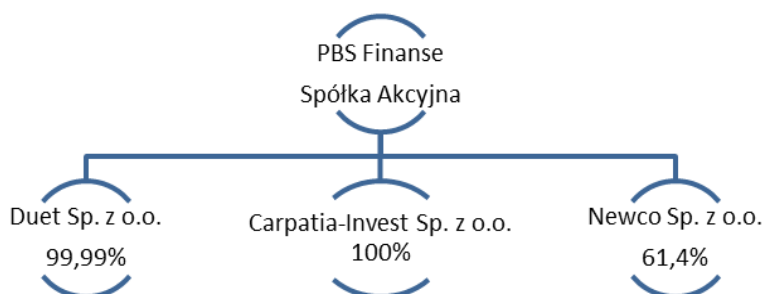 PBS Finanse
Spółka Akcyjna
Duet Sp. z o.o.
99,99%
Carpatia-Invest Sp. z o.o.
100%
Newco Sp. z o.o.
61,4%